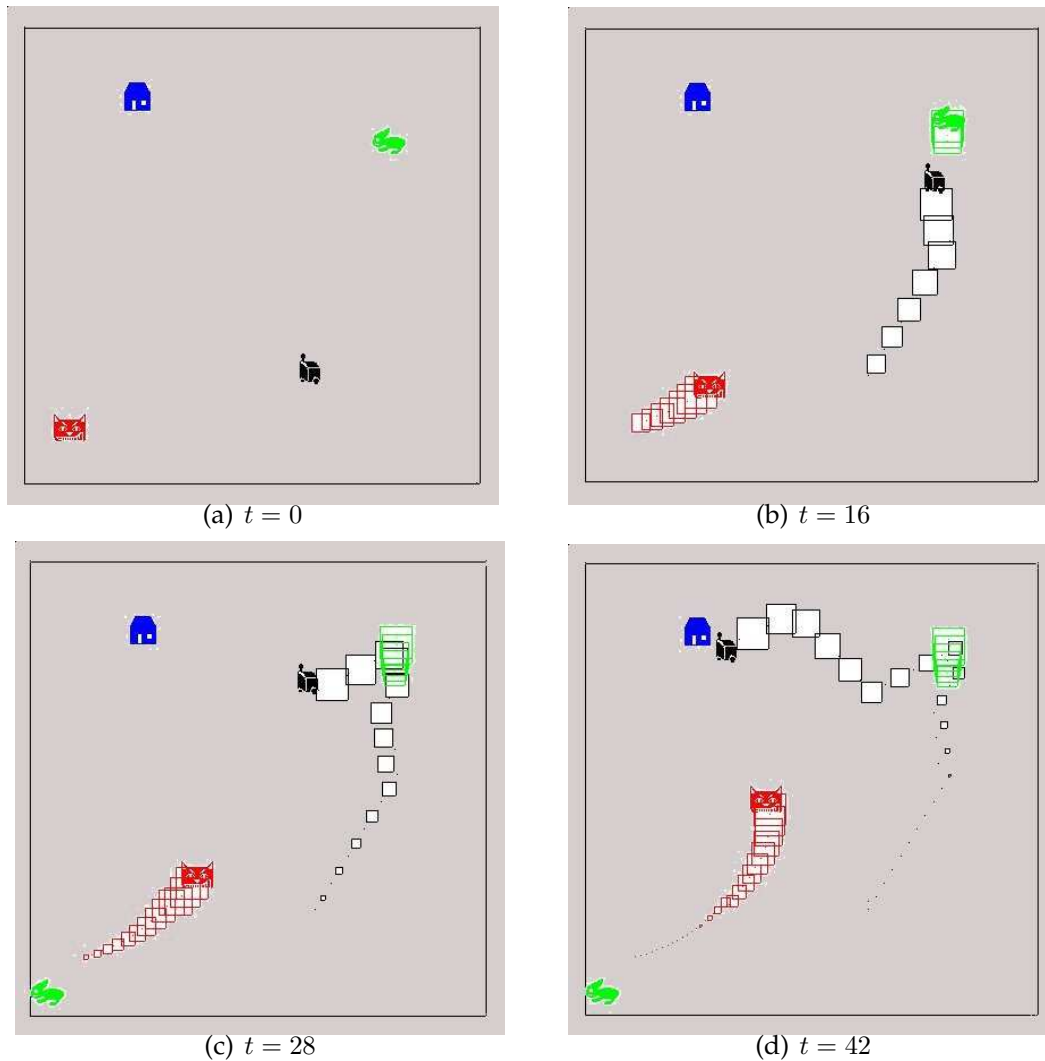 (a) t = 0
(b) t = 16
(c) t = 28
(d) t = 42